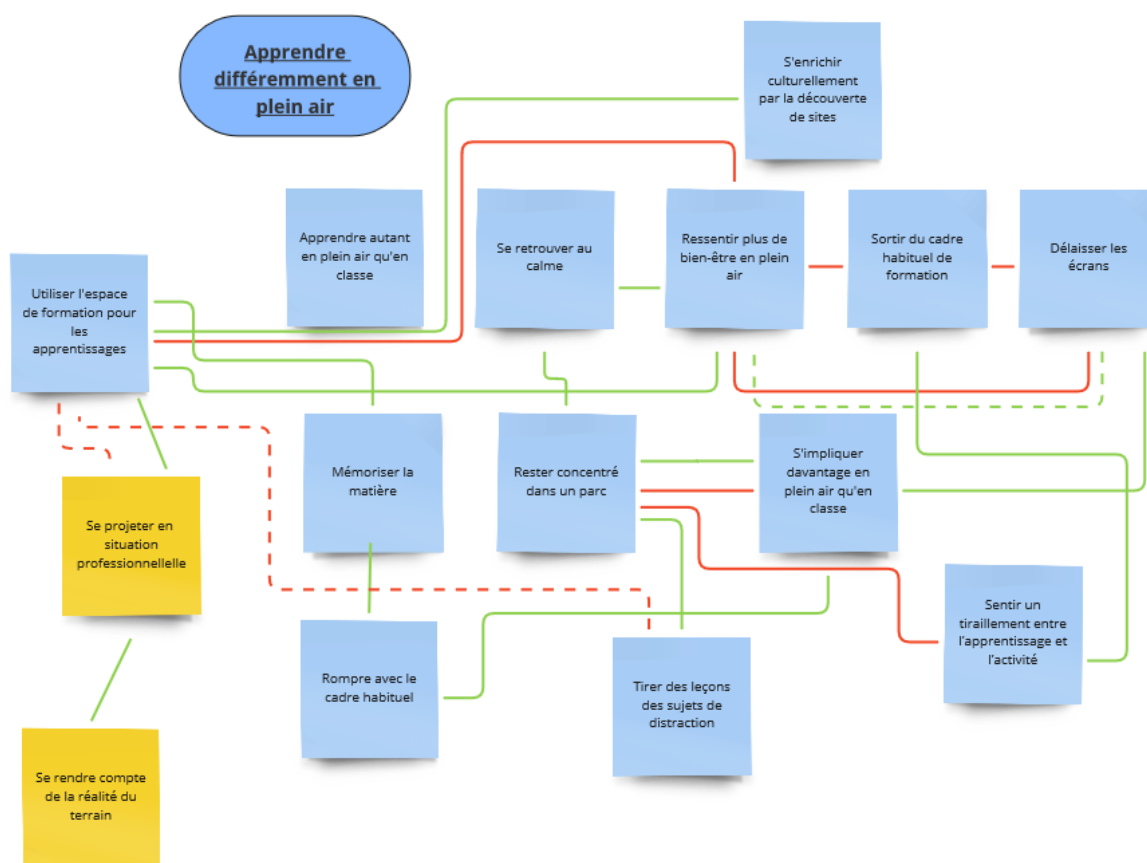 Apprendre
différemment en
plein air
S'enrichir
culturellement
par la découverte
de sites
Apprendre autant
en plein air qu'en
classe
Se retrouver au
calme
Ressentir plus de
bien-être en plein
air
Sortir du cadre
habituel de
formation
Délaisser les
écrans
Utiliser l'espace
de formation pour
les
apprentissages
Mémoriser la
matière
Rester concentré
dans un parc
S'impliquer
davantage en
plein air qu'en
classe
Se projeter en
situation
professionnellelle
Sentir un
tiraillement entre
l'apprentissage et
l'activité
Rompre avec le
cadre habituel
Tirer des leçons
des sujets de
distraction
Se rendre compte
de la réalité du
terrain